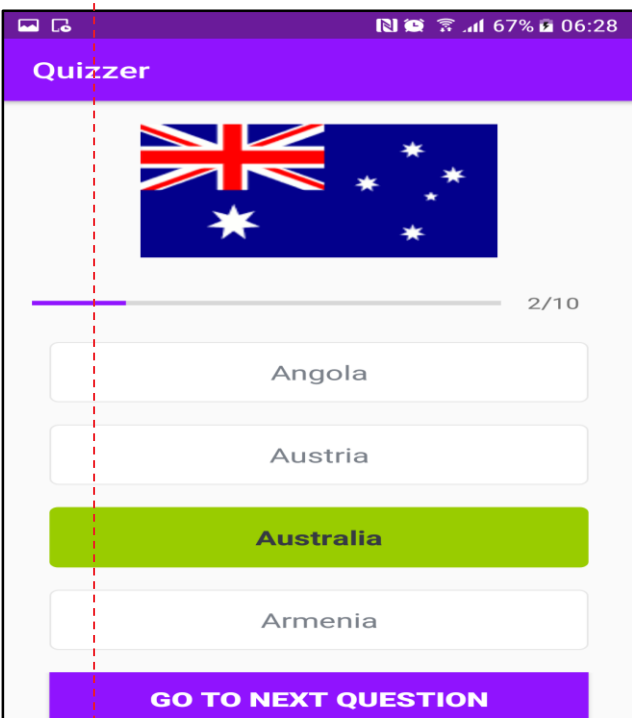 67% 06:28
Quizzer
2/10
Angola
Austria
Australia
Armenia
GO TO NEXT QUESTION